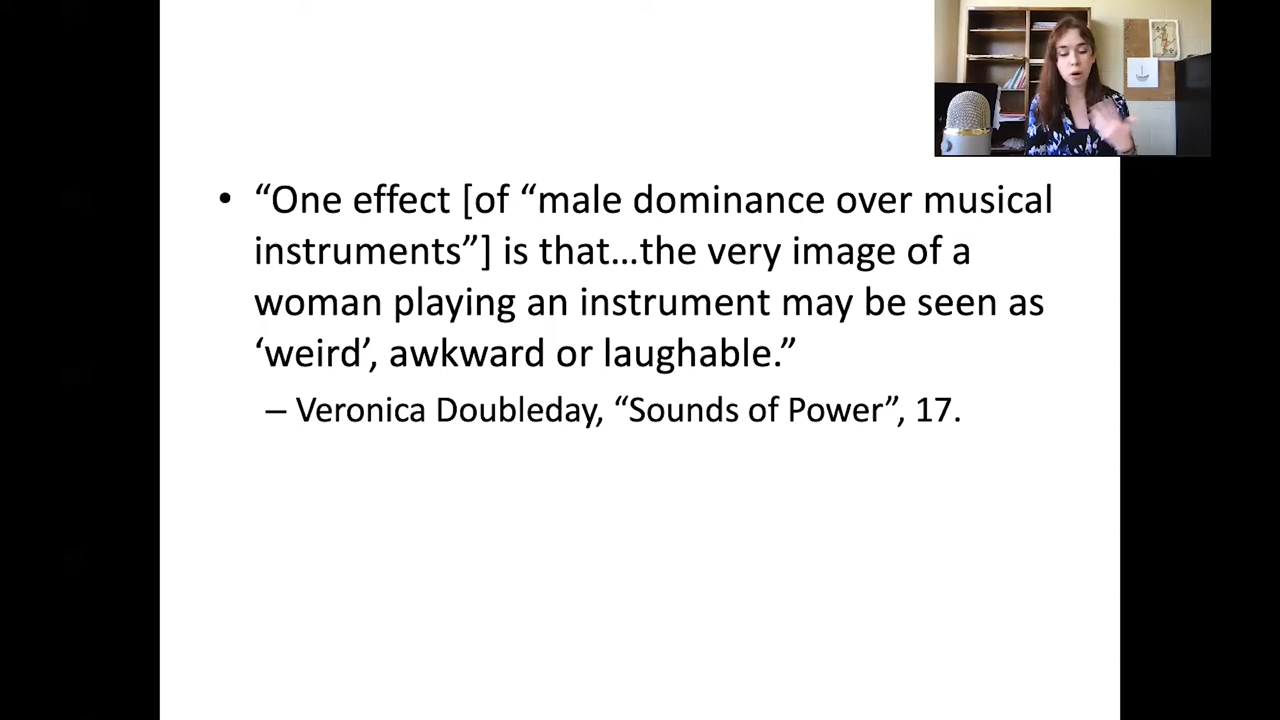 • “One effect [of “male dominance over musical
instruments”] is that…the very image of a
woman playing an instrument may be seen as
‘weird’, awkward or laughable.”
– Veronica Doubleday, “Sounds of Power”, 17.